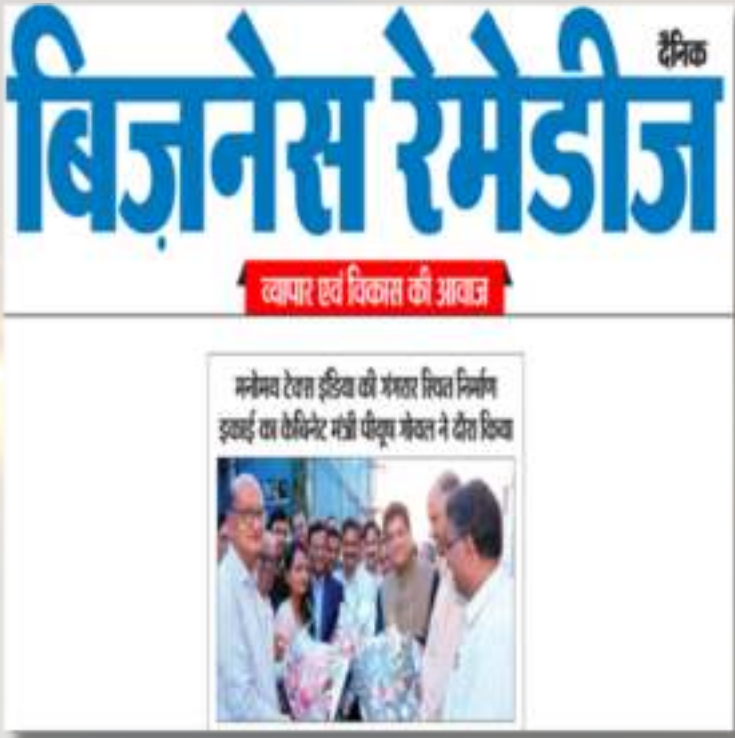 दैनिक
बिज़नेस रेमेडीज
व्यापार एवं विकास की आवाज
मनोमय टेक्स इंडिया की गंगरार स्थित निर्माण
इकाई का केबिनेट मंत्री पीयूष गोयल ने दौरा किया